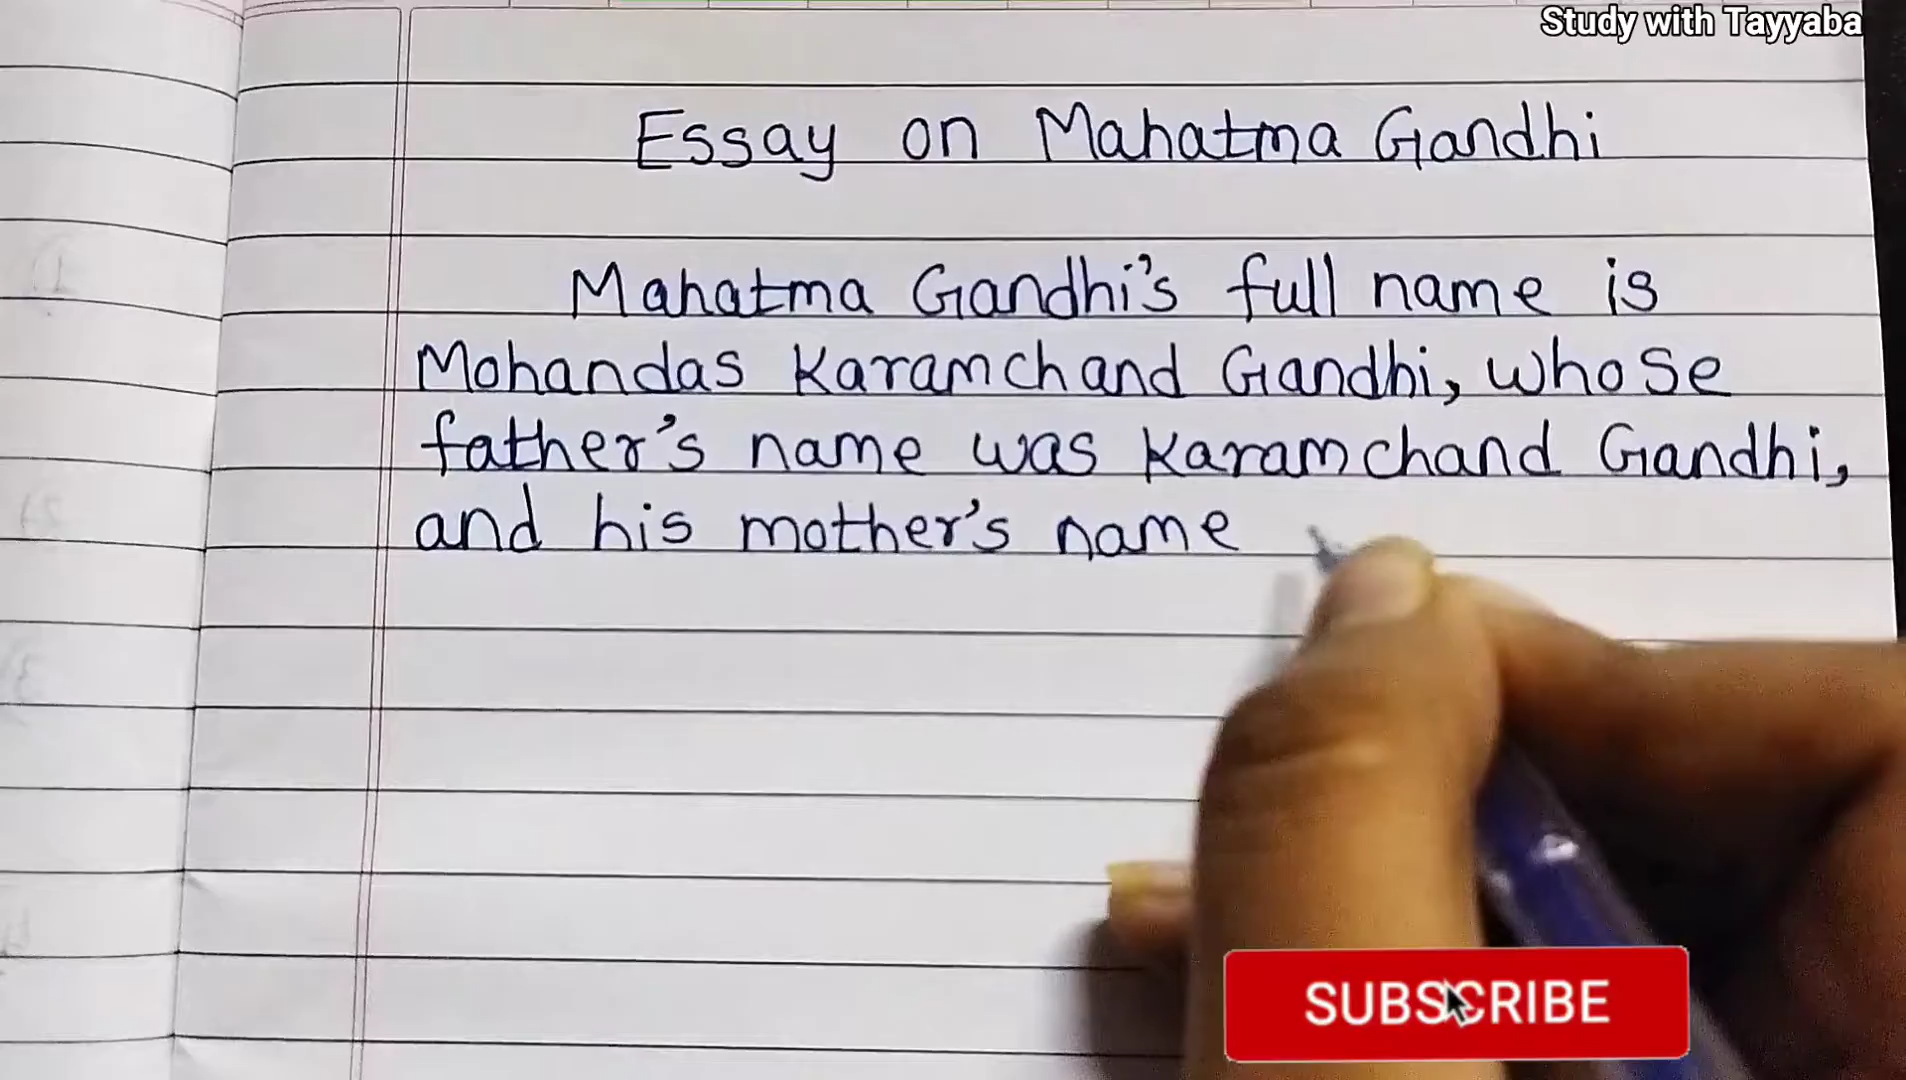 Study with Tayyaba
Essay on Mahatma Gandhi
Mahatma Gandhi's full name is
Mohandas Karamchand Gandhi, whose
father's name was Karamchand Gandhi,
and his mother's name
SUBSCRIBE